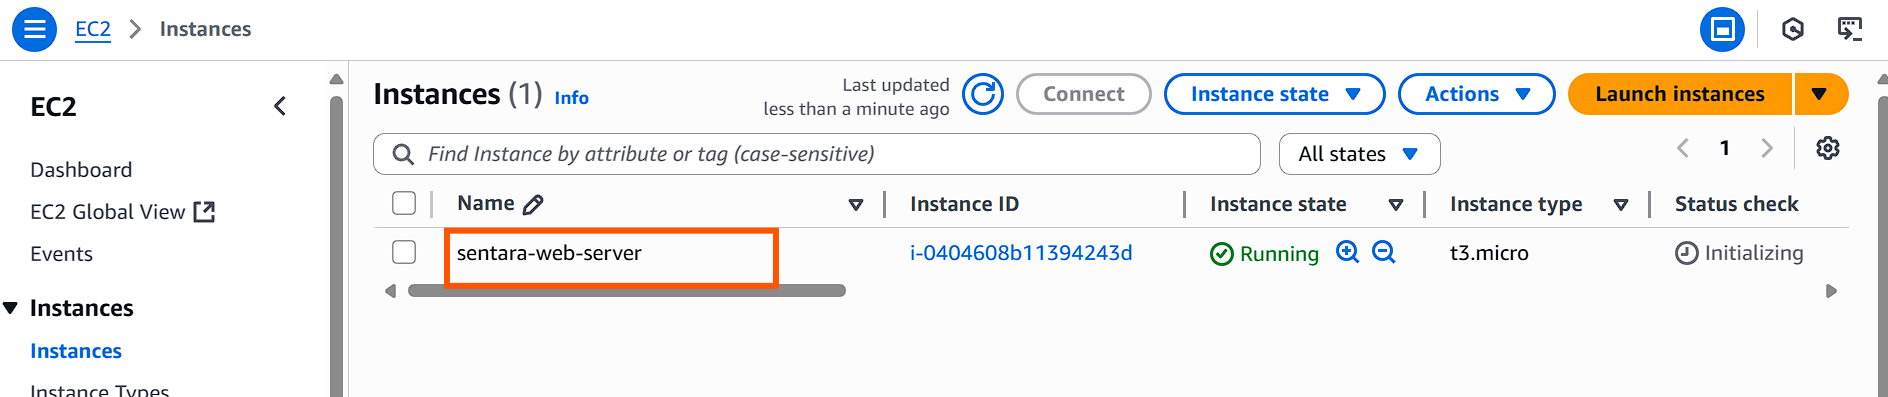 EC2 > Instances
EC2
Dashboard
EC2 Global View
Events
Instances
Instances
Instance Types
Instances (1) Info
Last updated
less than a minute ago
Connect
Instance state
Actions
Launch instances
Find Instance by attribute or tag (case-sensitive)
All states
1
Name Instance ID Instance state Instance type Status check
sentara-web-server i-0404608b11394243d Running t3.micro Initializing